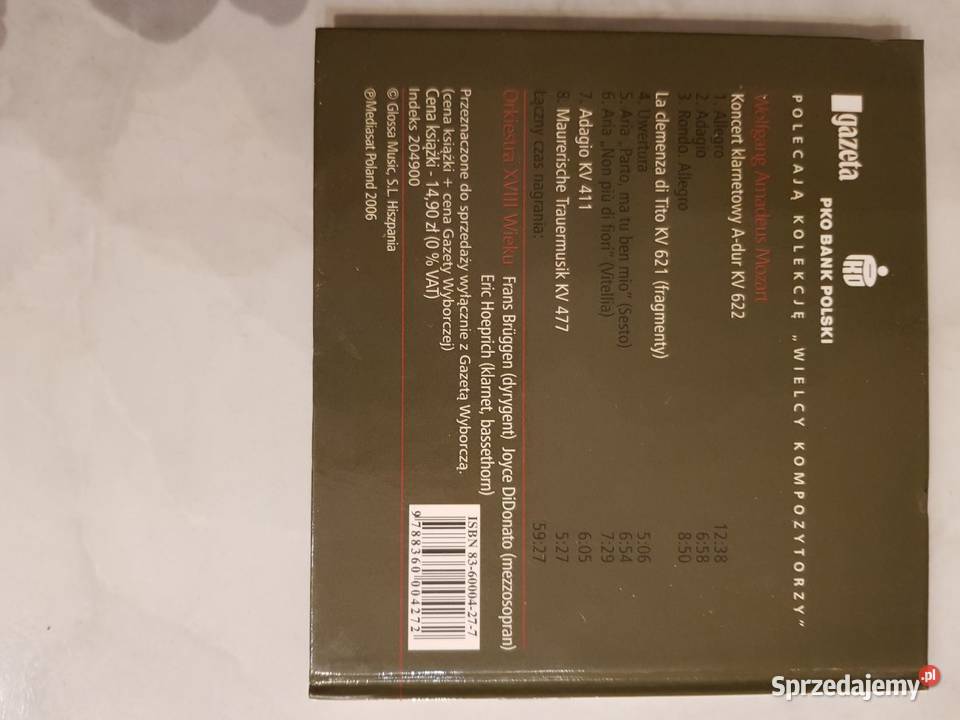 gazeta
PKO BANK POLSKI
POLECAJĄ KOLEKCJĘ „WIELCY KOMPOZYTORZY”
Wolfgang Amadeus Mozart
Koncert klarnetowy A-dur KV 622
1. Allegro 12:38
2. Adagio 6:58
3. Rondo. Allegro 8:50
La clemenza di Tito KV 621 (fragmenty)
4. Uwertura 5:06
5. Aria „Parto, ma tu ben mio” (Sesto) 6:54
6. Aria „Non più di fiori” (Vitellia) 7:29
7. Adagio KV 411 6:05
8. Maurerische Trauermusik KV 477 5:27
Łączny czas nagrania: 59:27
Orkiestra XVIII Wieku
Frans Brüggen (dyrygent) Joyce DiDonato (mezzosopran)
Eric Hoeprich (klarnet, bassethorn)
Przeznaczone do sprzedaży wyłącznie z Gazetą Wyborczą.
(cena książki + cena Gazety Wyborczej)
Cena książki - 14,90 zł (0 % VAT)
Indeks 204900
© Glossa Music, S.L. Hiszpania
℗Mediasat Poland 2006
ISBN 83-60004-27-7
9788360004272
Sprzedajemy.pl